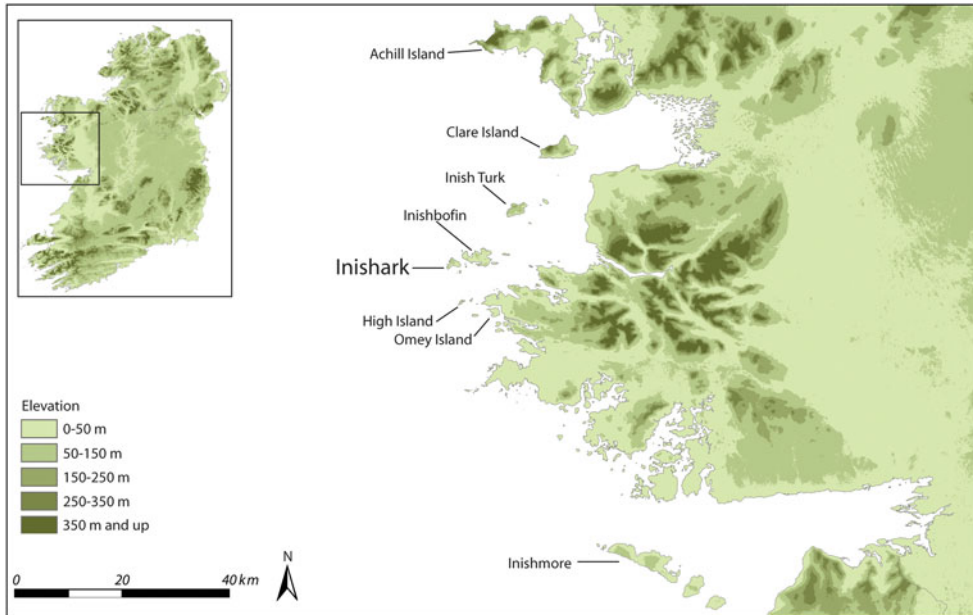 Achill Island
Clare Island
Inish Turk
Inishbofin
Inishark
High Island
Omey Island
Elevation
0-50 m
50-150 m
150-250 m
250-350 m
350 m and up
N
0 20 40 km
Inishmore